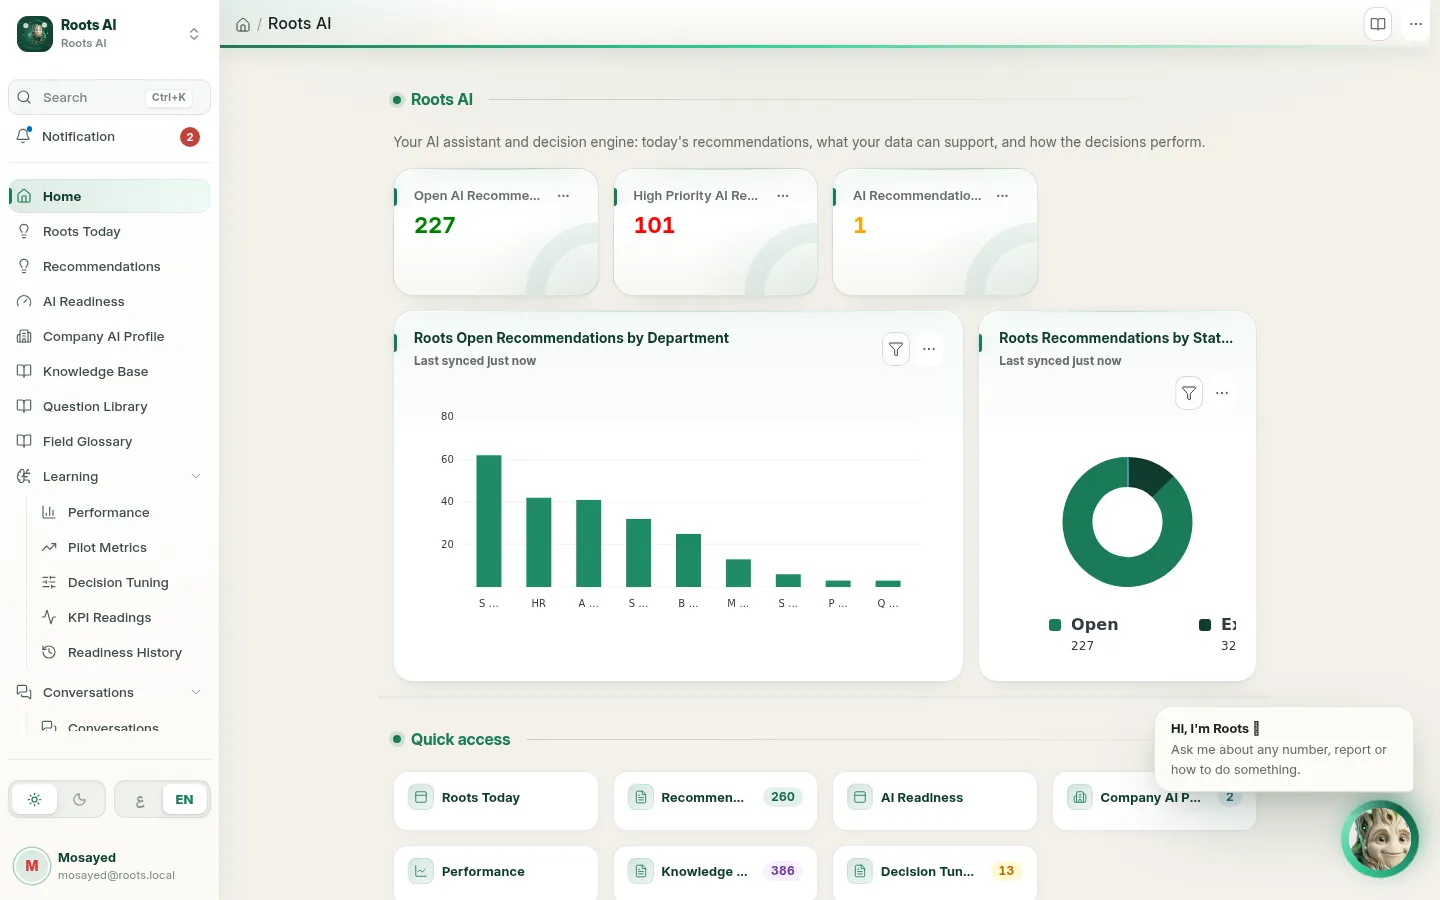 Roots AI
Roots AI
Search Ctrl+K
Notification 2
Home
Roots Today
Recommendations
AI Readiness
Company AI Profile
Knowledge Base
Question Library
Field Glossary
Learning
Performance
Pilot Metrics
Decision Tuning
KPI Readings
Readiness History
Conversations
Conversations
ع EN
M
Mosayed
mosayed@roots.local
/ Roots AI
Roots AI
Your AI assistant and decision engine: today's recommendations, what your data can support, and how the decisions perform.
Open AI Recomme...
227
High Priority AI Re...
101
AI Recommendatio...
1
Roots Open Recommendations by Department
Last synced just now
80
60
40
20
S ... HR A ... S ... B ... M ... S ... P ... Q ...
Roots Recommendations by Stat...
Last synced just now
Open
227
Ex
32
Quick access
Roots Today
Recommen... 260
AI Readiness
Company AI P... 2
Performance
Knowledge ... 386
Decision Tun... 13
Hi, I'm Roots
Ask me about any number, report or
how to do something.